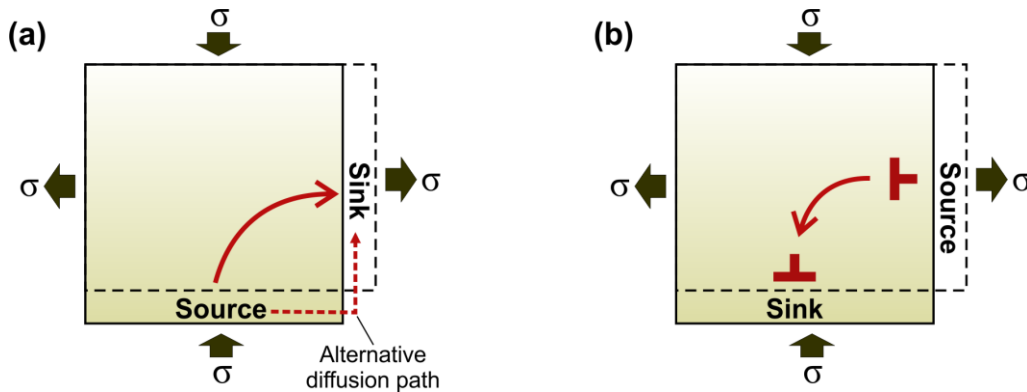 (a)
σ
σ
σ
Sink
Source
σ
Alternative
diffusion path
(b)
σ
σ
σ
Source
Sink
σ